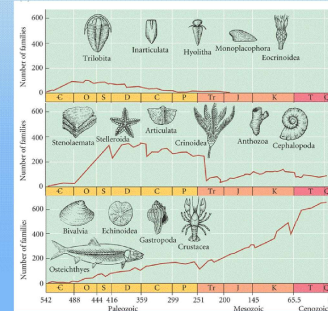 Number of families
600
400
200
0
Trilobita
Inarticulata
Hyolitha
Monoplacophora
Eocrinoidea
Є O S D C P Tr J K T
Number of families
600
400
200
0
Stenolaemata
Stelleroidea
Articulata
Crinoidea
Anthozoa
Cephalopoda
Є O S D C P Tr J K T
Number of families
600
400
200
0
Bivalvia
Echinoidea
Gastropoda
Crustacea
Osteichthyes
Є O S D C P Tr J K T
542 488 444 416 359 299 251 200 145 65.5
Paleozoic Mesozoic Cenozoic